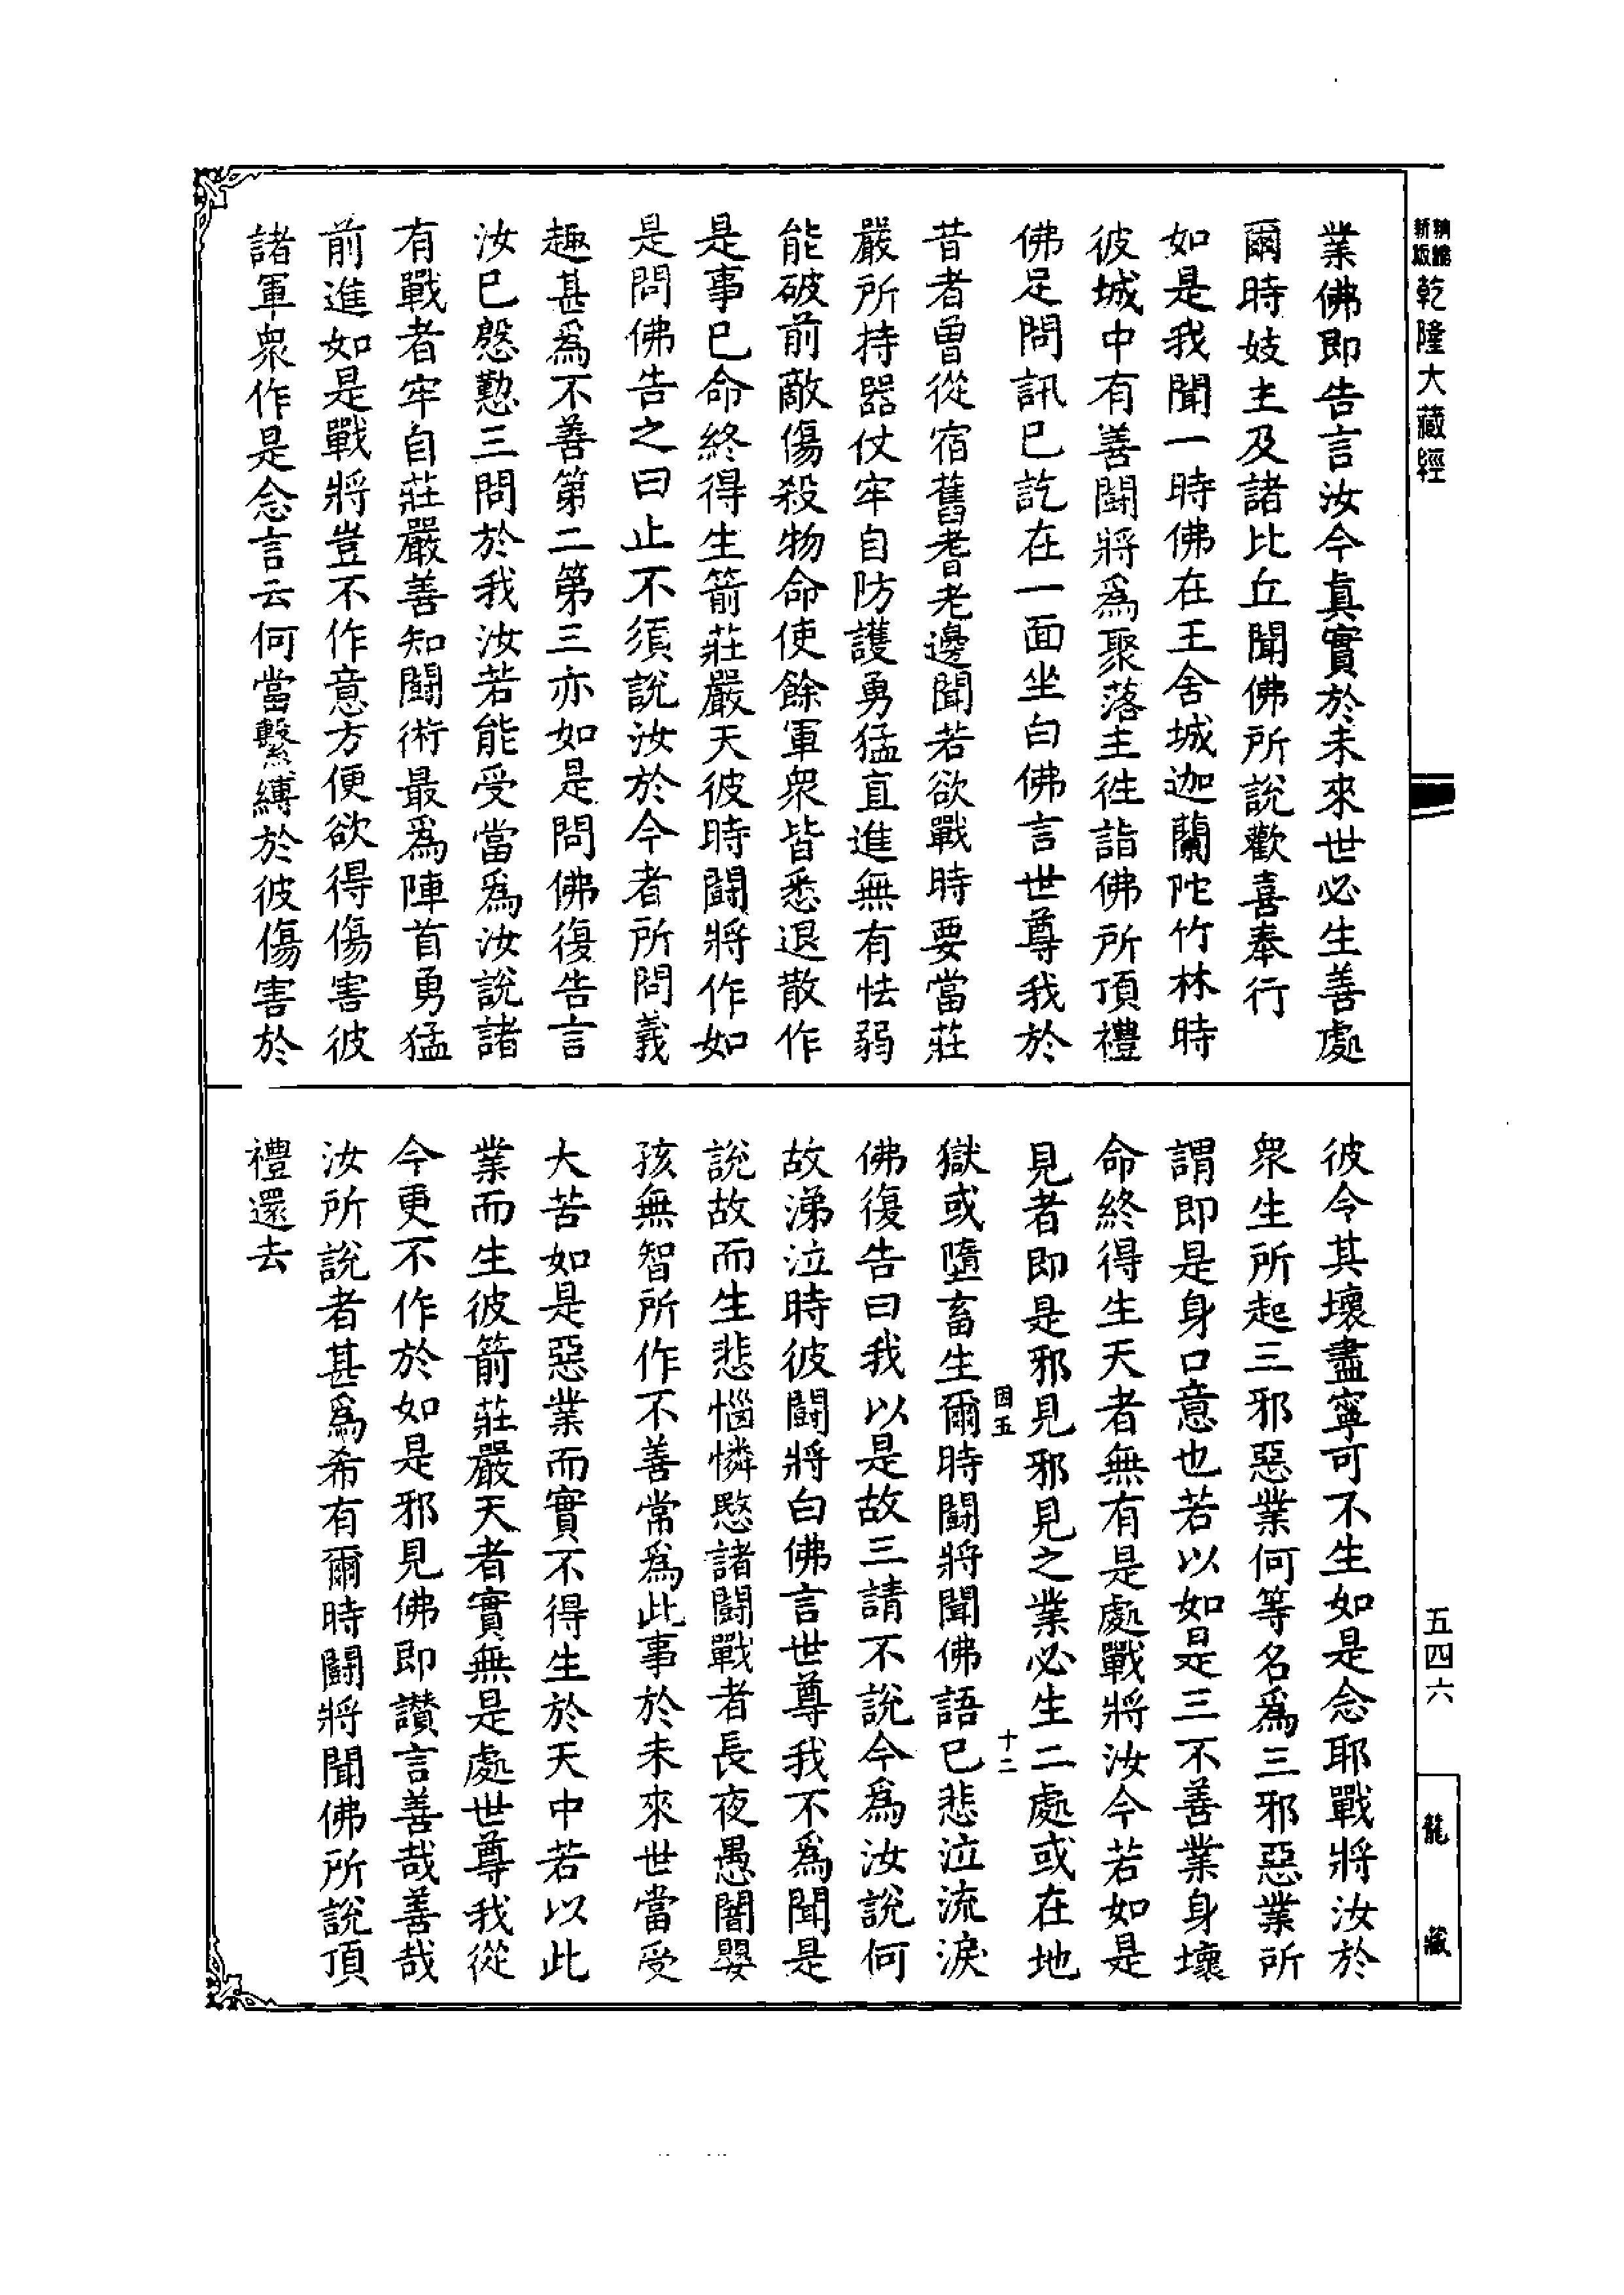 精雕
新版
乾隆大藏經
業佛即告言汝今真實於未來世必生善處
爾時妓主及諸比丘聞佛所說歡喜奉行
如是我聞一時佛在王舍城迦蘭陀竹林時
彼城中有善鬪將爲聚落主徃詣佛所頂禮
佛足問訊已訖在一面坐白佛言世尊我於
昔者曾從宿舊耆老邊聞若欲戰時要當莊
嚴所持器仗牢自防護勇猛直進無有怯弱
能破前敵傷殺物命使餘軍衆皆悉退散作
是事已命終得生箭莊嚴天彼時鬪將作如
是問佛告之曰止不須說汝於今者所問義
趣甚爲不善第二第三亦如是問佛復告言
汝已慇懃三問於我汝若能受當爲汝說諸
有戰者牢自莊嚴善知鬪術最爲陣首勇猛
前進如是戰將豈不作意方便欲得傷害彼
諸軍衆作是念言云何當繫縛於彼傷害於
彼令其壞盡寧可不生如是念耶戰將汝於
衆生所起三邪惡業何等名爲三邪惡業所
謂即是身口意也若以如是三不善業身壞
命終得生天者無有是處戰將汝今若如是
見者即是邪見邪見之業必生二處或在地
因五
十二
獄或墮畜生爾時鬪將聞佛語已悲泣流淚
佛復告曰我以是故三請不說今爲汝說何
故涕泣時彼鬪將白佛言世尊我不爲聞是
說故而生悲惱憐愍諸鬪戰者長夜愚闇嬰
孩無智所作不善常爲此事於未來世當受
大苦如是惡業而實不得生於天中若以此
業而生彼箭莊嚴天者實無是處世尊我從
今更不作於如是邪見佛即讚言善哉善哉
汝所說者甚爲希有爾時鬪將聞佛所說頂
禮還去
五四六
龍藏